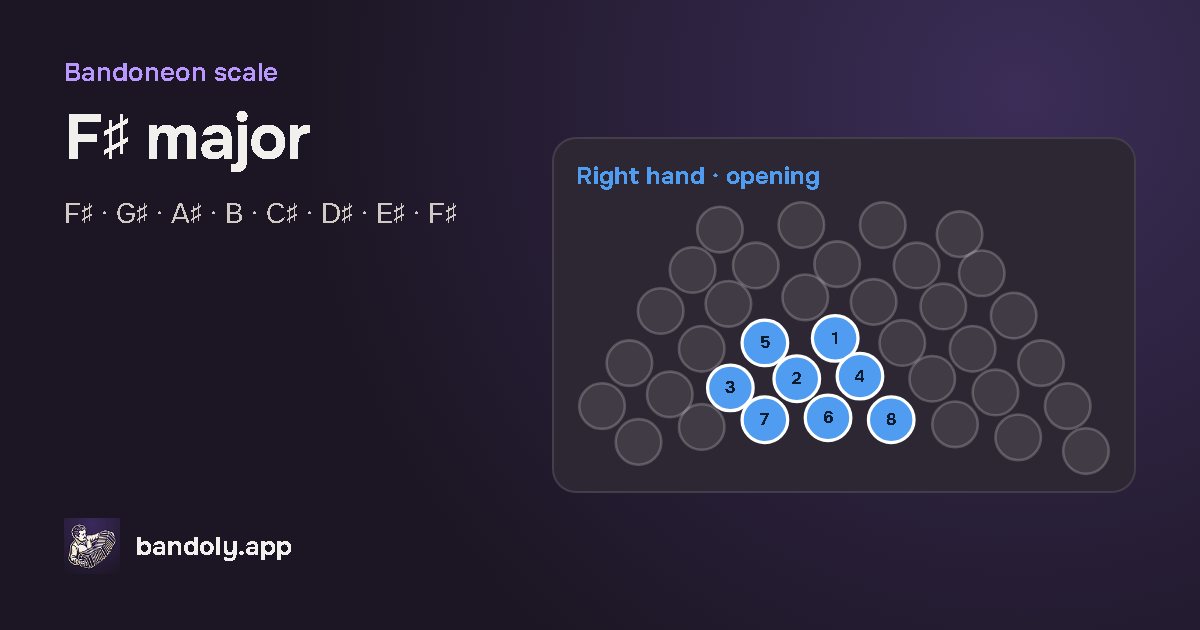 Bandoneon scale
F♯ major
F♯ · G♯ · A♯ · B · C♯ · D♯ · E♯ · F♯
Right hand · opening
5 1
3 2 4
7 6 8
bandoly.app